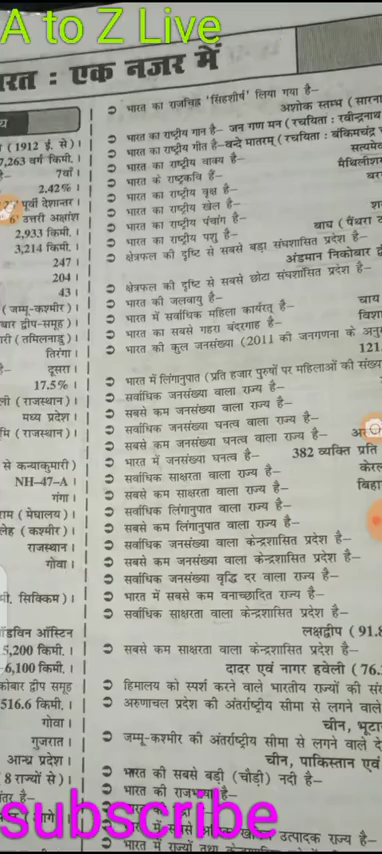 A to Z Live
रत : एक नजर में
( 1912 ई. से )।
7,263 वर्ग किमी. ।
7वाँ ।
2.42% ।
पूर्वी देशान्तर ।
उत्तरी अक्षांश
2,933 किमी. ।
3,214 किमी. ।
247 ।
204 ।
43 ।
( जम्मू-कश्मीर ) ।
बार द्वीप-समूह ) ।
री ( तमिलनाडु ) ।
तिरंगा ।
दूसरा ।
17.5% ।
ली ( राजस्थान ) ।
मध्य प्रदेश ।
मि ( राजस्थान ) ।
से कन्याकुमारी )
NH-47-A ।
गंगा ।
राम ( मेघालय ) ।
लेह ( कश्मीर ) ।
राजस्थान ।
गोवा ।
मी. सिक्किम ) ।
डविन ऑस्टिन
5,200 किमी. ।
6,100 किमी. ।
कोबार द्वीप समूह
516.6 किमी. ।
गोवा ।
गुजरात ।
आन्ध्र प्रदेश ।
8 राज्यों से ) ।
तर है–
भारत का राजचिह्न 'सिंहशीर्ष' लिया गया है–
अशोक स्तम्भ ( सारना
भारत का राष्ट्रीय गान है– जन गण मन ( रचयिता : रवीन्द्रनाथ
भारत का राष्ट्रीय गीत है–वन्दे मातरम् ( रचयिता : बंकिमचंद्र
भारत का राष्ट्रीय वाक्य है– सत्यमेव
भारत के राष्ट्रकवि हैं– मैथिलीशर
भारत का राष्ट्रीय वृक्ष है– बर
भारत का राष्ट्रीय खेल है–
भारत का राष्ट्रीय पंचांग है– श
भारत का राष्ट्रीय पशु है– बाघ ( पैंथरा
क्षेत्रफल की दृष्टि से सबसे बड़ा संघशासित प्रदेश है–
अंडमान निकोबार द्व
क्षेत्रफल की दृष्टि से सबसे छोटा संघशासित प्रदेश है–
भारत की जलवायु है–
भारत में सर्वाधिक महिला कार्यरत् है– चाय
भारत का सबसे गहरा बंदरगाह है– विशा
भारत की कुल जनसंख्या ( 2011 की जनगणना के अनु
121.
भारत में लिंगानुपात ( प्रति हजार पुरुषों पर महिलाओं की संख्य
सर्वाधिक जनसंख्या वाला राज्य है–
सबसे कम जनसंख्या वाला राज्य है–
सर्वाधिक जनसंख्या घनत्व वाला राज्य है–
सबसे कम जनसंख्या घनत्व वाला राज्य है–
भारत में जनसंख्या घनत्व है– 382 व्यक्ति प्रति
सर्वाधिक साक्षरता वाला राज्य है– केरल
सबसे कम साक्षरता वाला राज्य है– बिहा
सर्वाधिक लिंगानुपात वाला राज्य है–
सबसे कम लिंगानुपात वाला राज्य है–
सर्वाधिक जनसंख्या वाला केन्द्रशासित प्रदेश है–
सबसे कम जनसंख्या वाला केन्द्रशासित प्रदेश है–
सर्वाधिक जनसंख्या वृद्धि दर वाला राज्य है–
भारत में सबसे कम वनाच्छादित राज्य है–
सर्वाधिक साक्षरता वाला केन्द्रशासित प्रदेश है–
लक्षद्वीप ( 91.8
सबसे कम साक्षरता वाला केन्द्रशासित प्रदेश है–
दादर एवं नागर हवेली ( 76.
हिमालय को स्पर्श करने वाले भारतीय राज्यों की सं
अरुणाचल प्रदेश की अंतर्राष्ट्रीय सीमा से लगने वाले
चीन, भूटा
जम्मू-कश्मीर की अंतर्राष्ट्रीय सीमा से लगने वाले दे
चीन, पाकिस्तान एवं
भारत की सबसे बड़ी ( चौड़ी ) नदी है–
भारत की राजभाषा है–
उत्पादक राज्य है–
भारत में राज्यों तथा
subscribe